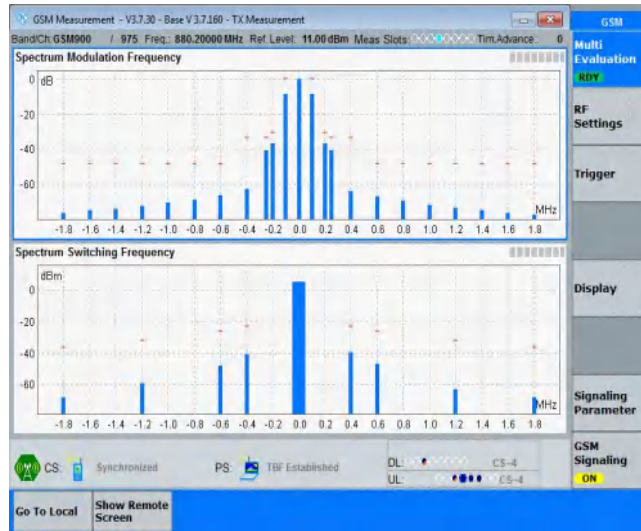 GSM Measurement - V3.7.30 - Base V 3.7.160 - TX Measurement
GSM
Band/Ch: GSM900 / 975 Freq.: 880.20000 MHz Ref. Level: 11.00 dBm Meas Slots: Tim.Advance: 0
Multi Evaluation
RDY
Spectrum Modulation Frequency
dB
0
-20
-40
-60
MHz
-1.8 -1.6 -1.4 -1.2 -1.0 -0.8 -0.6 -0.4 -0.2 0.0 0.2 0.4 0.6 0.8 1.0 1.2 1.4 1.6 1.8
RF Settings
Trigger
Spectrum Switching Frequency
dBm
0
-20
-40
-60
MHz
-1.8 -1.6 -1.4 -1.2 -1.0 -0.8 -0.6 -0.4 -0.2 0.0 0.2 0.4 0.6 0.8 1.0 1.2 1.4 1.6 1.8
Display
Signaling Parameter
CS: Synchronized PS: TBF Established DL: CS-4
UL: CS-4
GSM Signaling
ON
Go To Local
Show Remote Screen